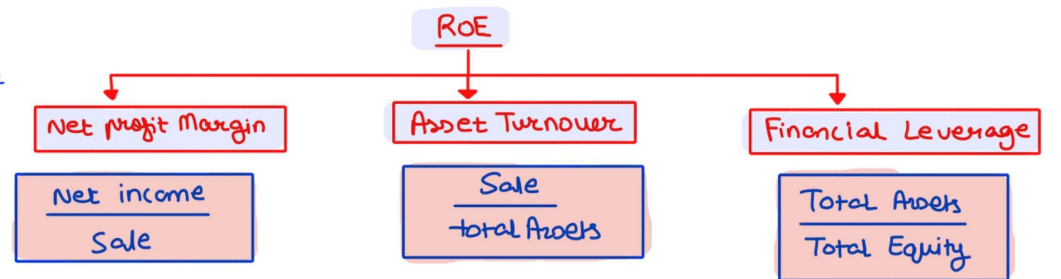 RoE
Net profit Margin
Asset Turnover
Financial Leverage
Net income
Sale
Sale
total Assets
Total Assets
Total Equity